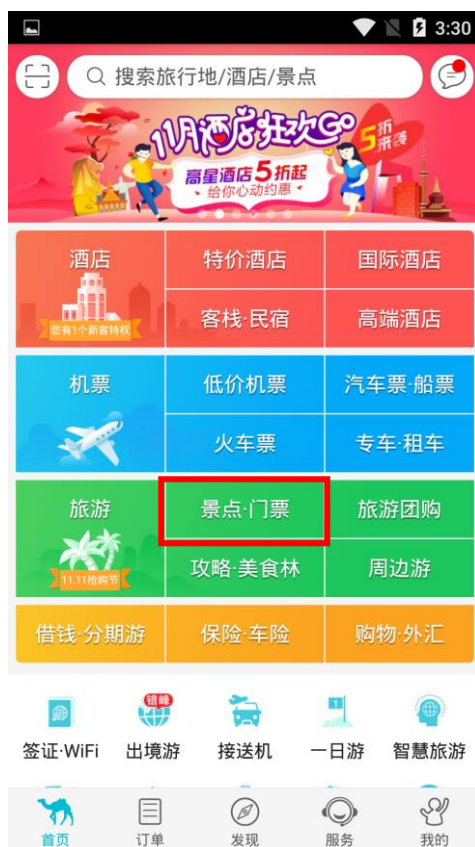 3:30
搜索旅行地/酒店/景点
11月酒店狂欢GO 5折来袭
高星酒店5折起
给你心动约惠
酒店 特价酒店 国际酒店
您有1个新客特权 客栈·民宿 高端酒店
机票 低价机票 汽车票·船票
火车票 专车·租车
旅游 景点·门票 旅游团购
11.11抢购节 攻略·美食林 周边游
借钱·分期游 保险·车险 购物·外汇
错峰
签证·WiFi 出境游 接送机 一日游 智慧旅游
首页 订单 发现 服务 我的